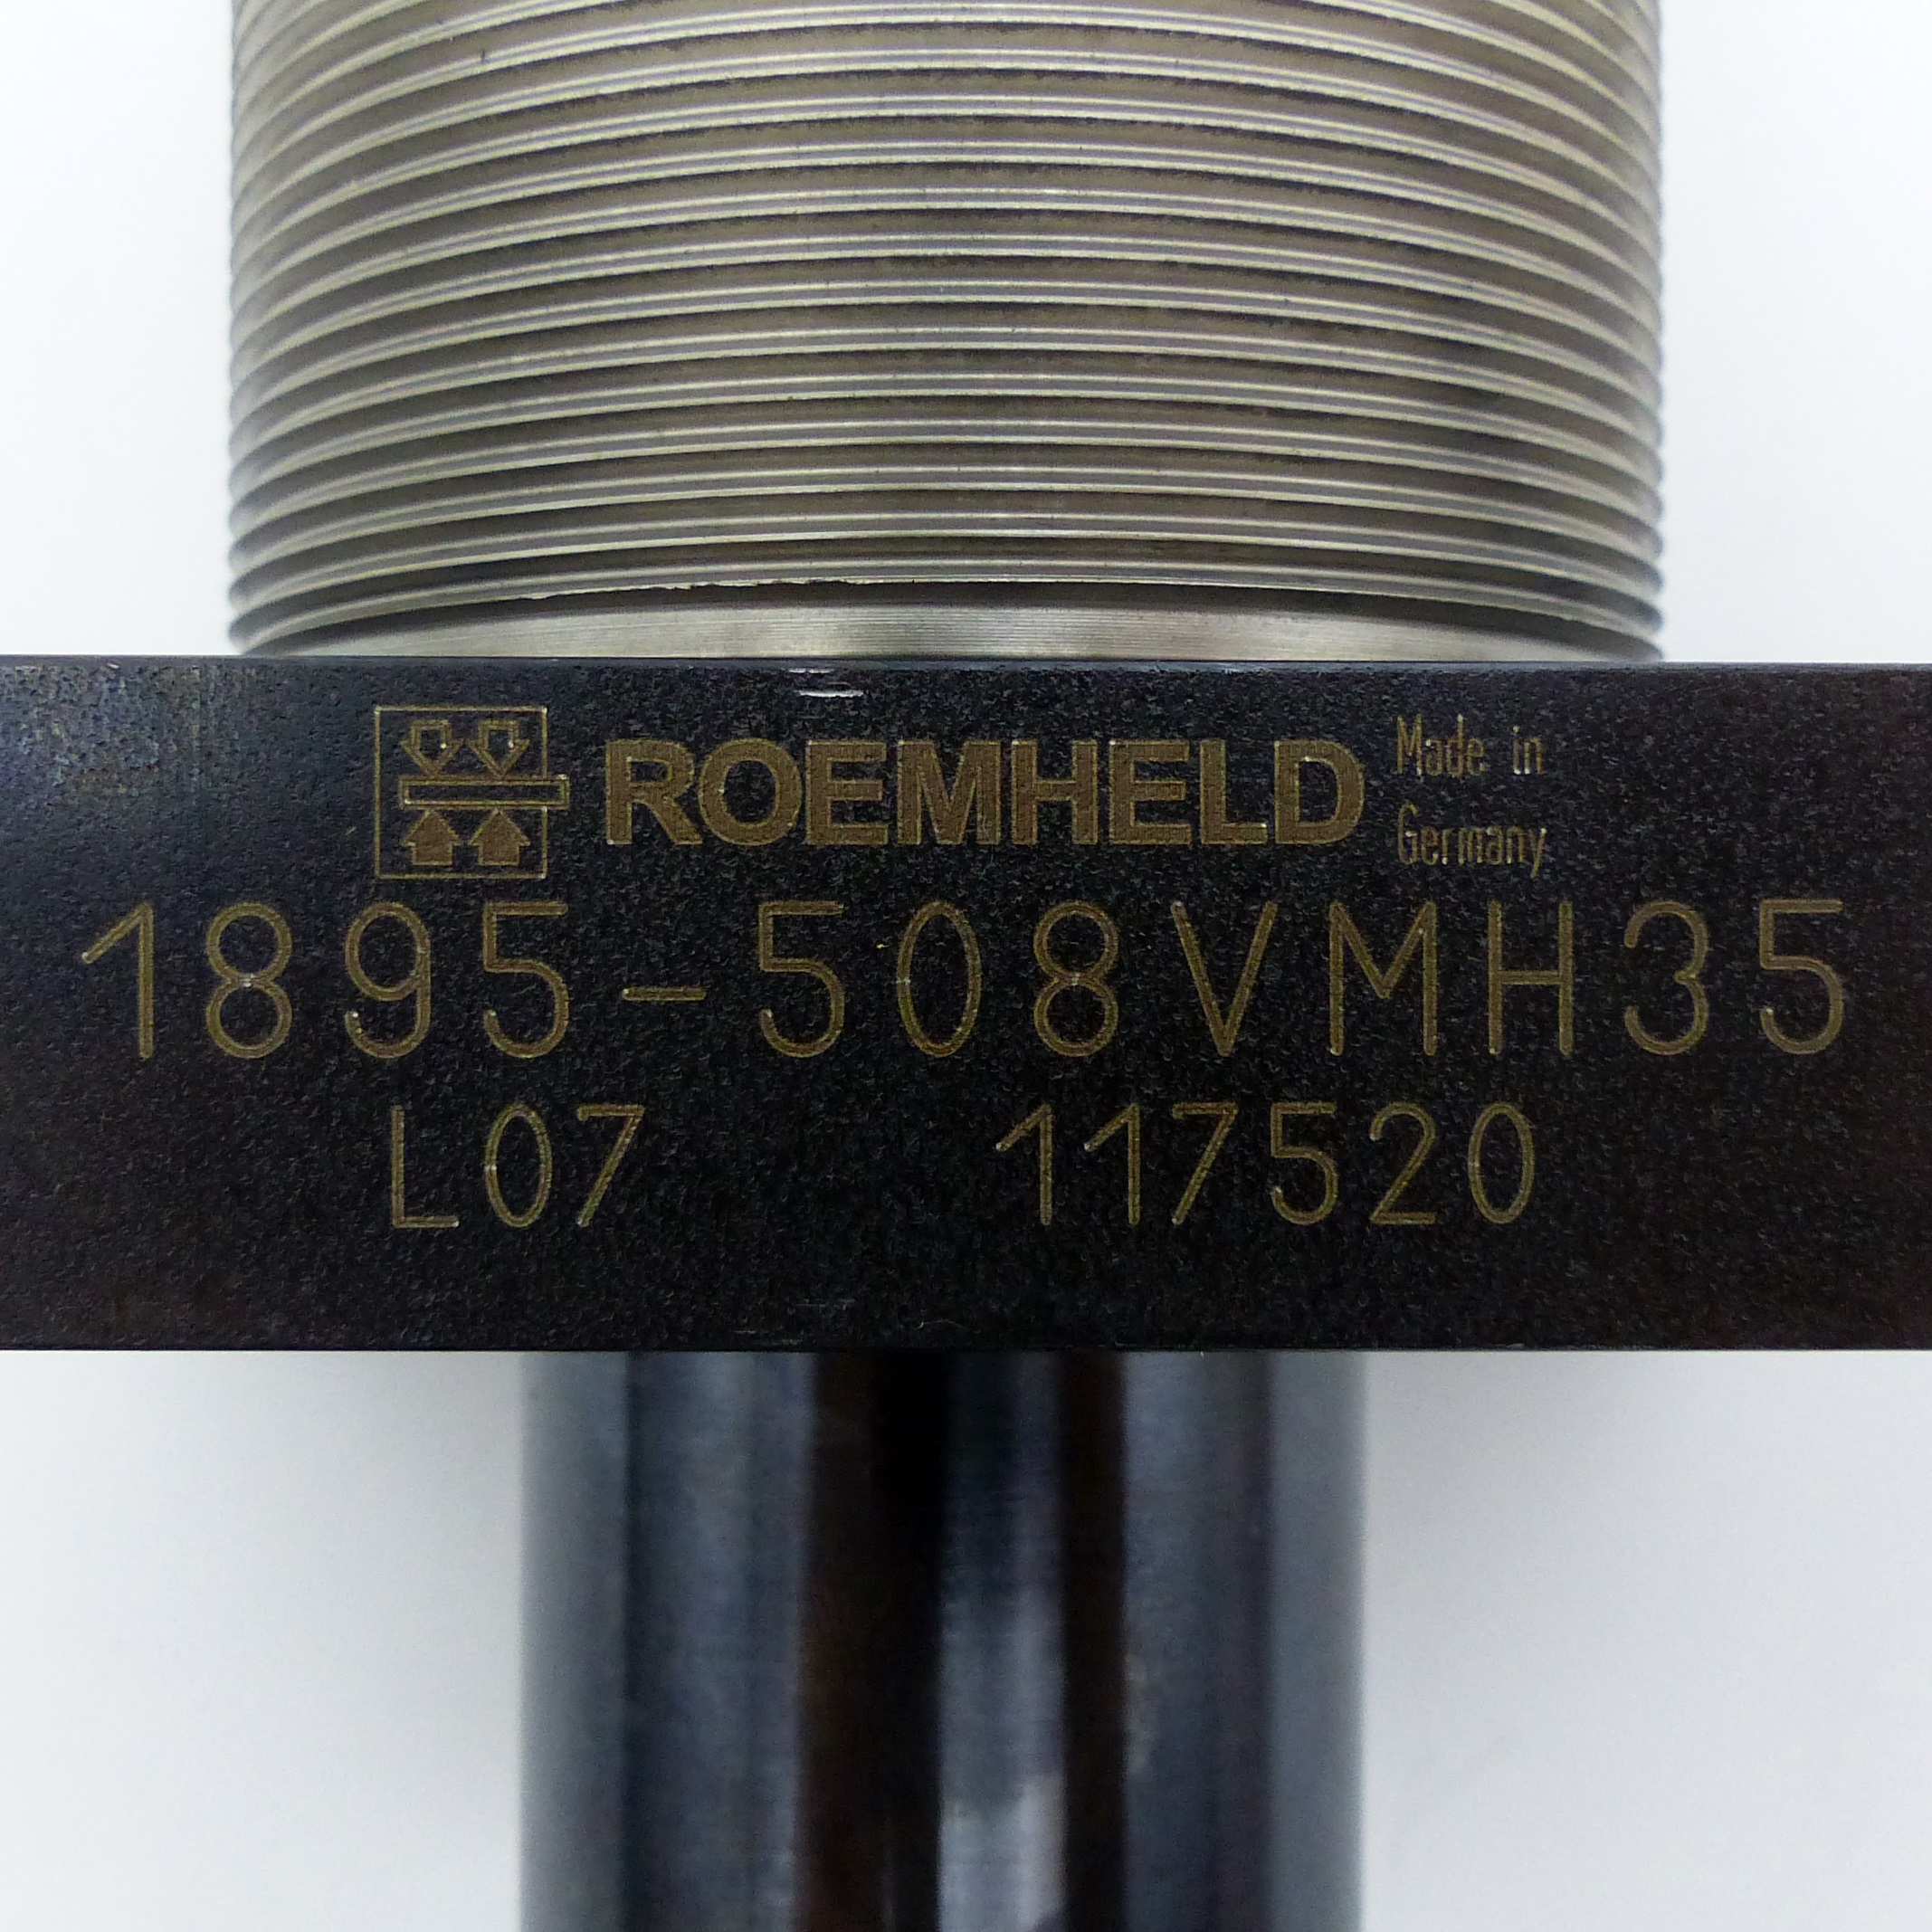 ROEMHELD Made in
Germany
1895-508VMH35
L07 117520